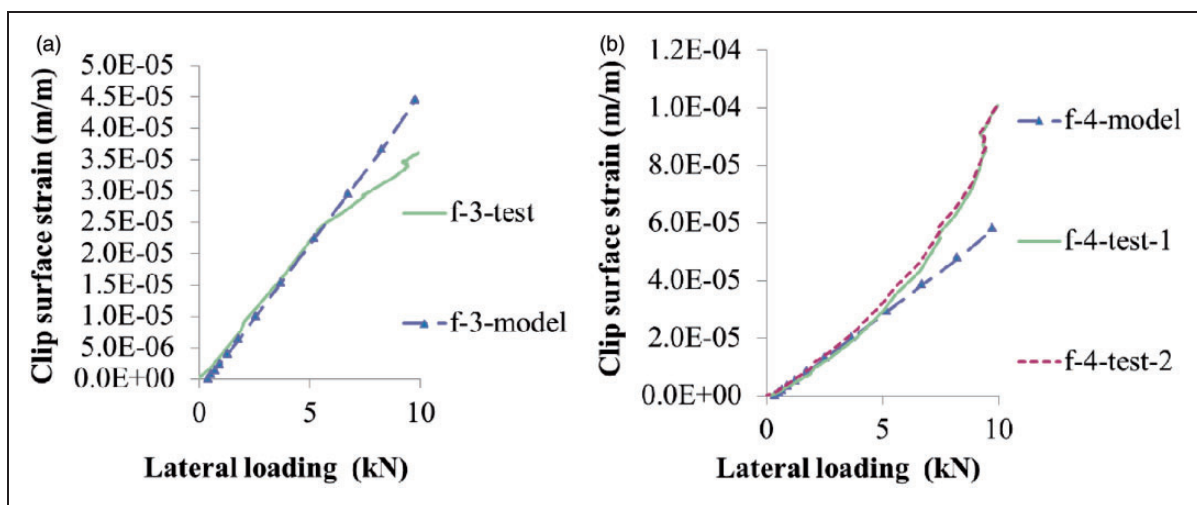 (a)
5.0E-05
4.5E-05
4.0E-05
3.5E-05
3.0E-05
2.5E-05
2.0E-05
1.5E-05
1.0E-05
5.0E-06
0.0E+00
Clip surface strain (m/m)
0 5 10
Lateral loading (kN)
f-3-test
f-3-model
(b)
1.2E-04
1.0E-04
8.0E-05
6.0E-05
4.0E-05
2.0E-05
0.0E+00
Clip surface strain (m/m)
0 5 10
Lateral loading (kN)
f-4-model
f-4-test-1
f-4-test-2